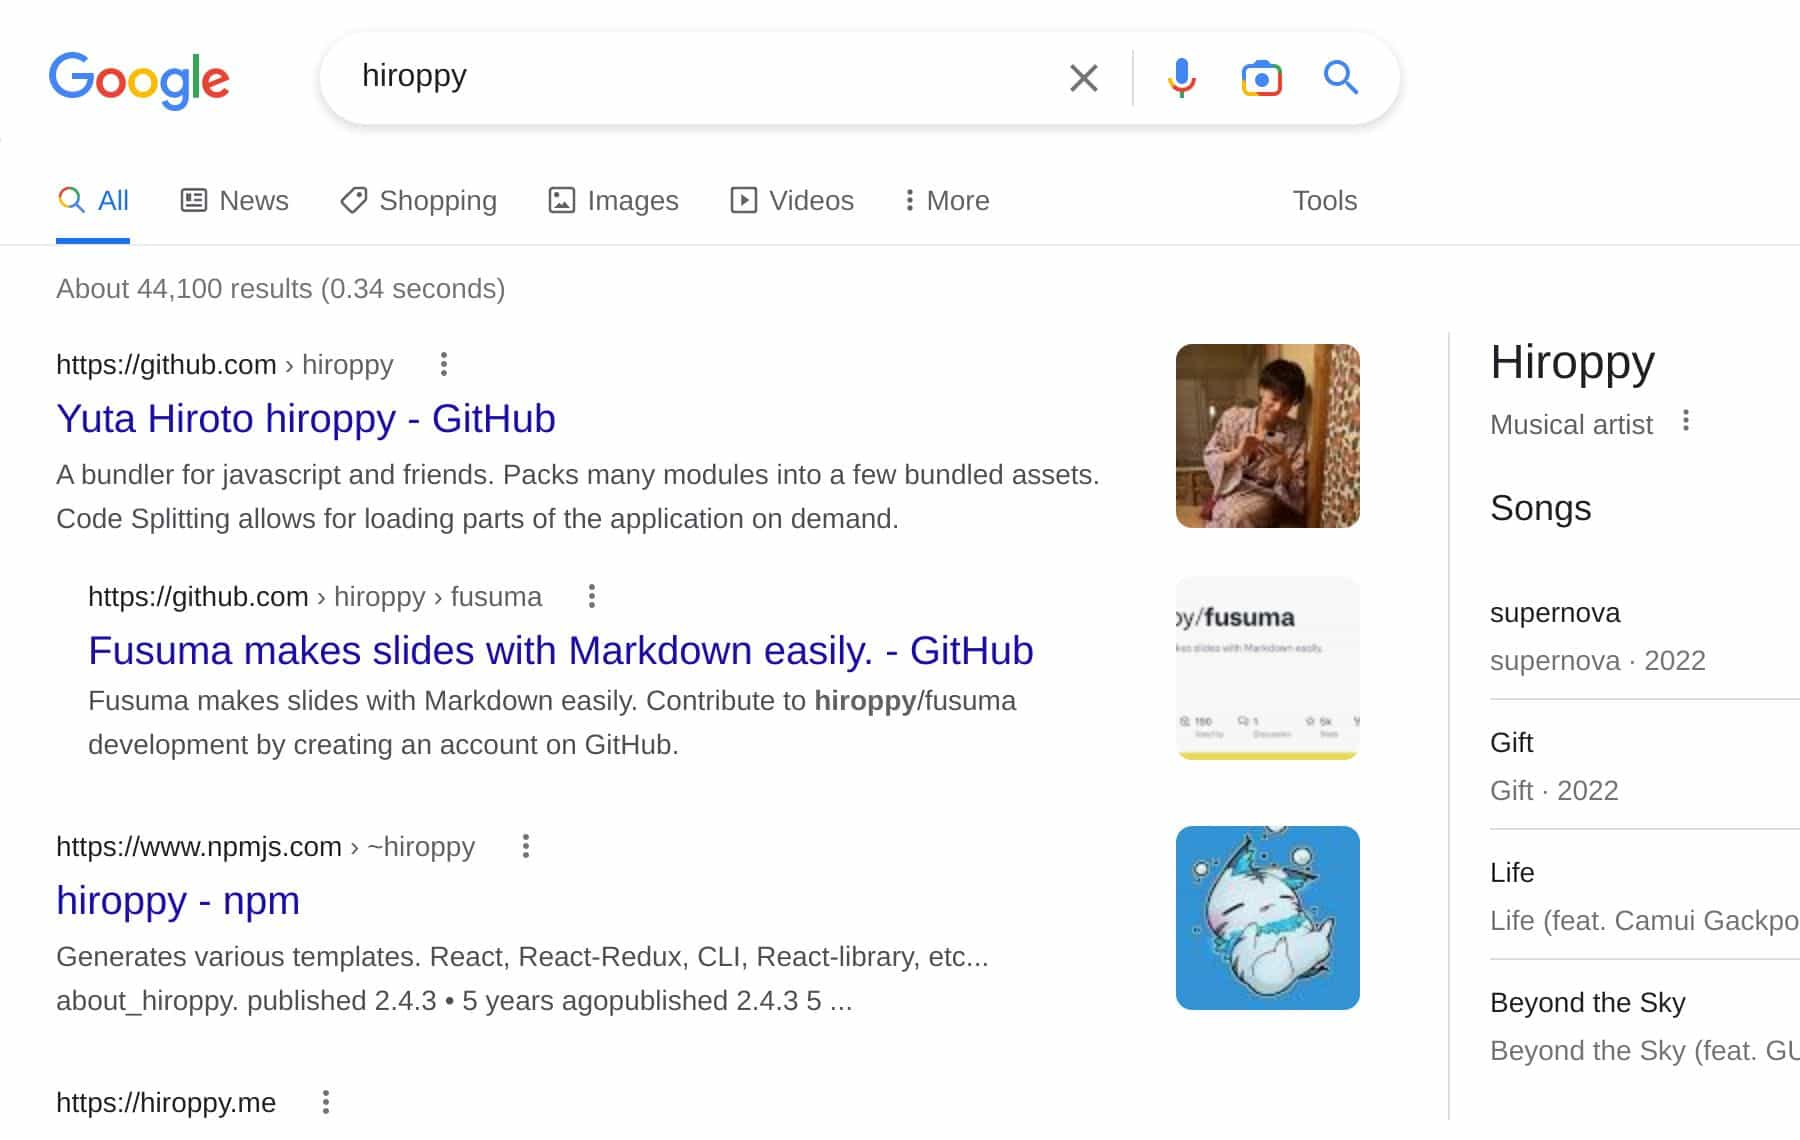 Google
hiroppy
All
News
Shopping
Images
Videos
More
Tools
About 44,100 results (0.34 seconds)
https://github.com › hiroppy
Yuta Hiroto hiroppy - GitHub
A bundler for javascript and friends. Packs many modules into a few bundled assets.
Code Splitting allows for loading parts of the application on demand.
https://github.com › hiroppy › fusuma
Fusuma makes slides with Markdown easily. - GitHub
Fusuma makes slides with Markdown easily. Contribute to hiroppy/fusuma
development by creating an account on GitHub.
py/fusuma
kes slides with Markdown easily.
1
5k
https://www.npmjs.com › ~hiroppy
hiroppy - npm
Generates various templates. React, React-Redux, CLI, React-library, etc...
about_hiroppy. published 2.4.3 • 5 years agopublished 2.4.3 5 ...
https://hiroppy.me
Hiroppy
Musical artist
Songs
supernova
supernova · 2022
Gift
Gift · 2022
Life
Life (feat. Camui Gackpo
Beyond the Sky
Beyond the Sky (feat. GU